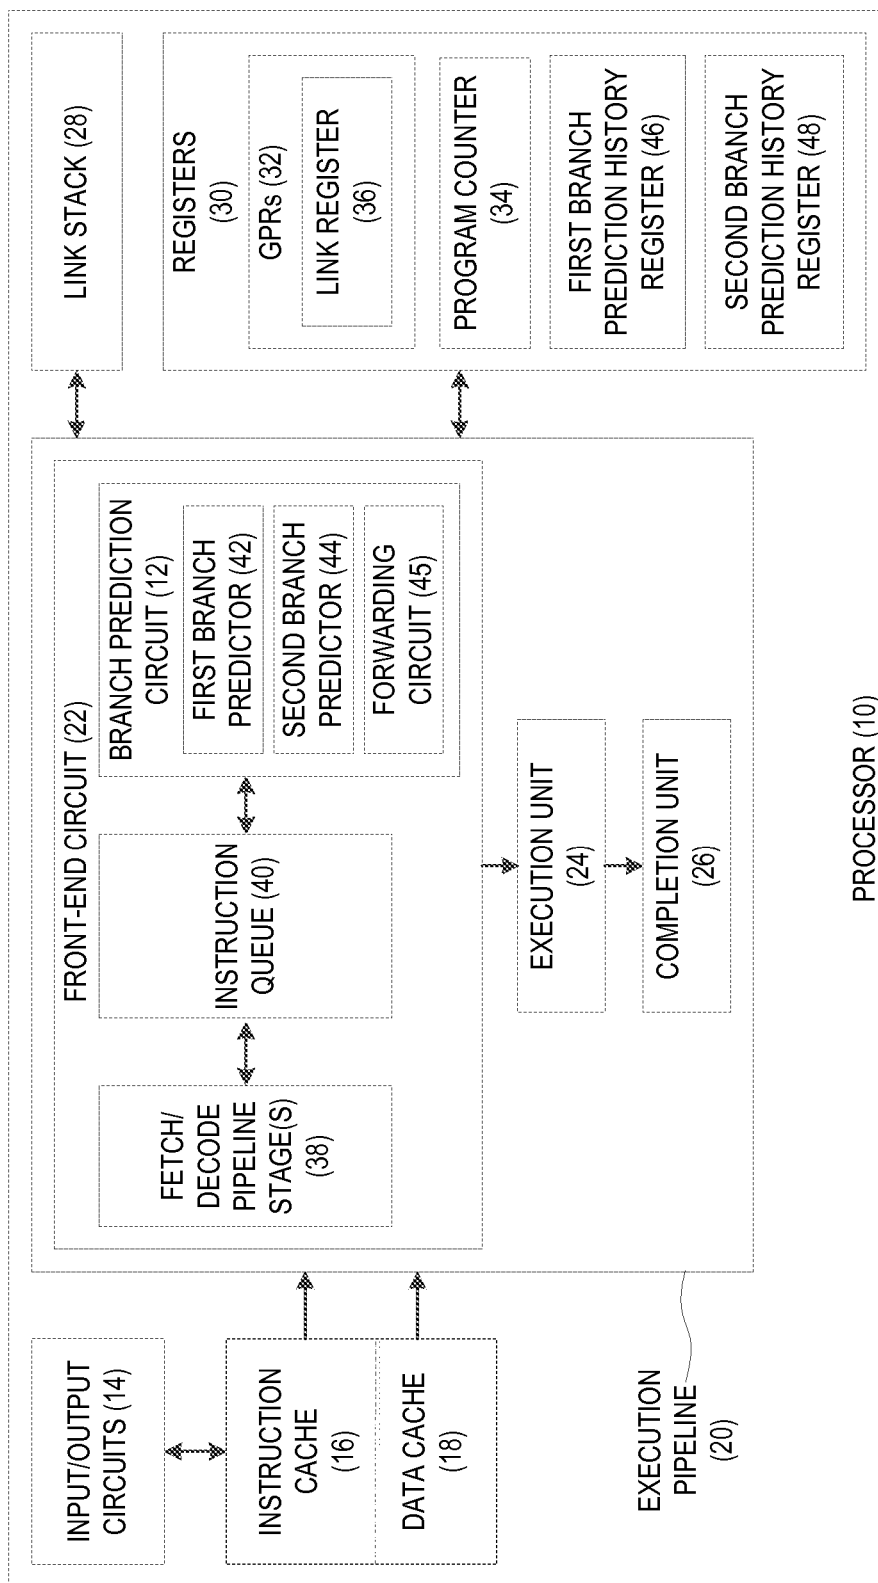 INPUT/OUTPUT
CIRCUITS (14)
INSTRUCTION
CACHE
(16)
DATA CACHE
(18)
EXECUTION
PIPELINE
(20)
FRONT-END CIRCUIT (22)
FETCH/
DECODE
PIPELINE
STAGE(S)
(38)
INSTRUCTION
QUEUE (40)
BRANCH PREDICTION
CIRCUIT (12)
FIRST BRANCH
PREDICTOR (42)
SECOND BRANCH
PREDICTOR (44)
FORWARDING
CIRCUIT (45)
EXECUTION UNIT
(24)
COMPLETION UNIT
(26)
LINK STACK (28)
REGISTERS
(30)
GPRs (32)
LINK REGISTER
(36)
PROGRAM COUNTER
(34)
FIRST BRANCH
PREDICTION HISTORY
REGISTER (46)
SECOND BRANCH
PREDICTION HISTORY
REGISTER (48)
PROCESSOR (10)